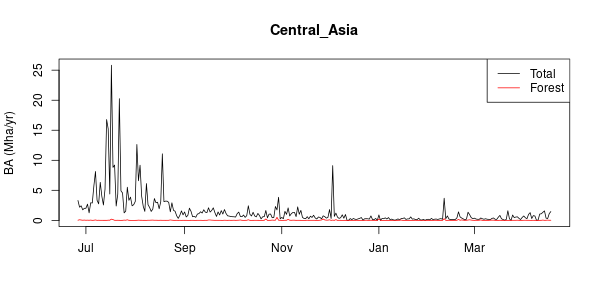 Central_Asia
BA (Mha/yr)
25
20
15
10
5
0
Total
Forest
Jul Sep Nov Jan Mar